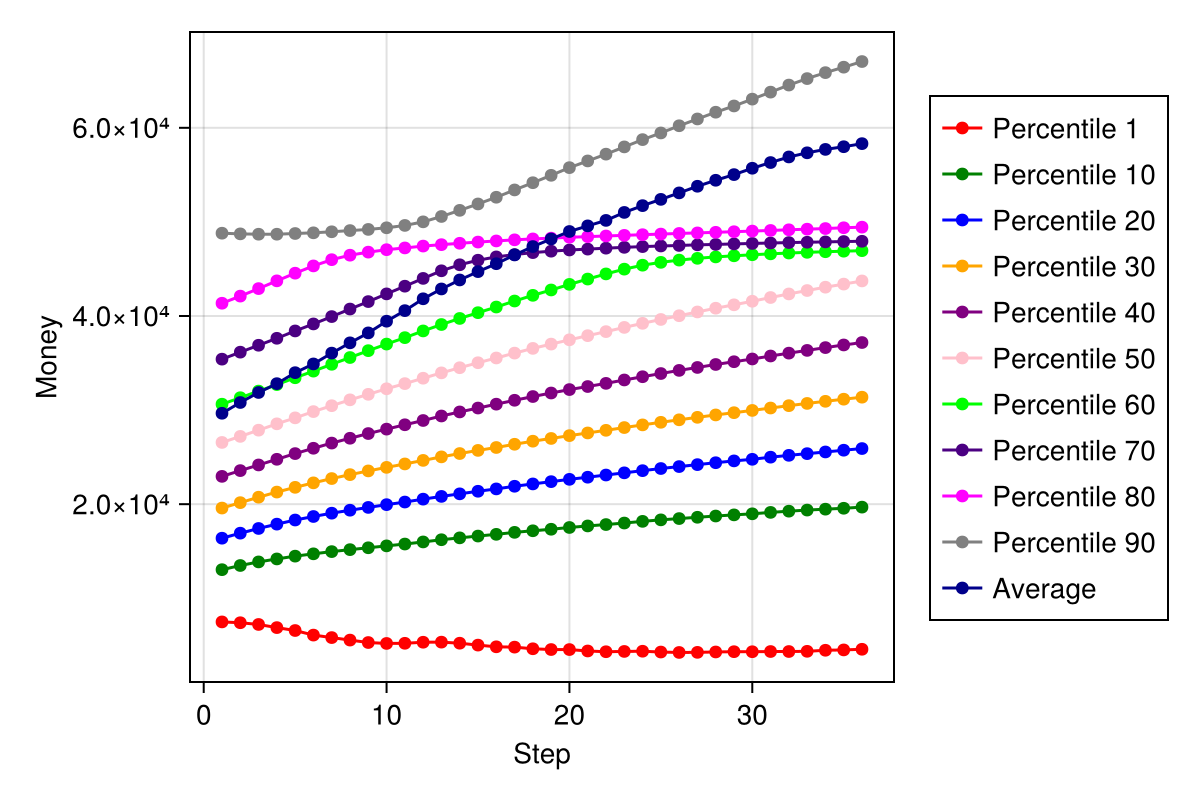 6.0×10⁴
4.0×10⁴
2.0×10⁴
Money
0 10 20 30
Step
Percentile 1
Percentile 10
Percentile 20
Percentile 30
Percentile 40
Percentile 50
Percentile 60
Percentile 70
Percentile 80
Percentile 90
Average